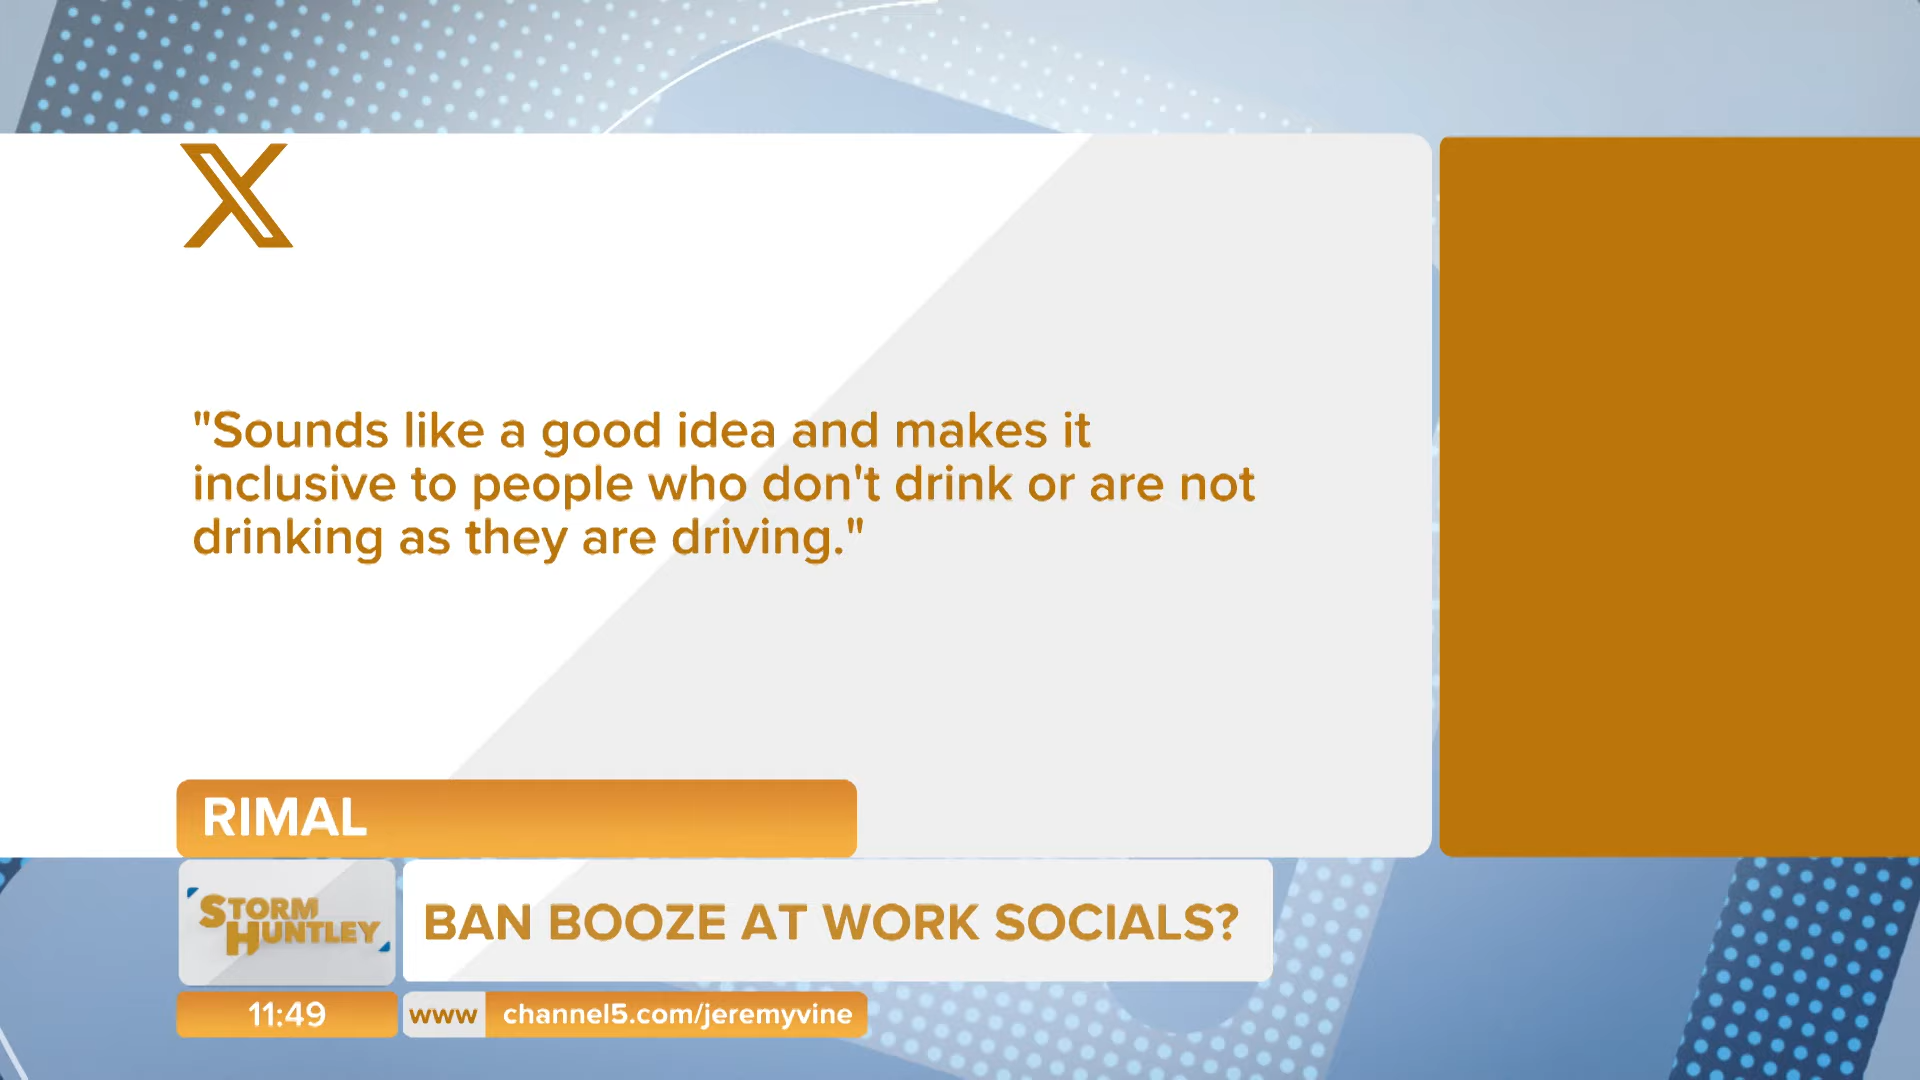 X
"Sounds like a good idea and makes it
inclusive to people who don't drink or are not
drinking as they are driving."
RIMAL
STORM
HUNTLEY
BAN BOOZE AT WORK SOCIALS?
11:49
www channel5.com/jeremyvine